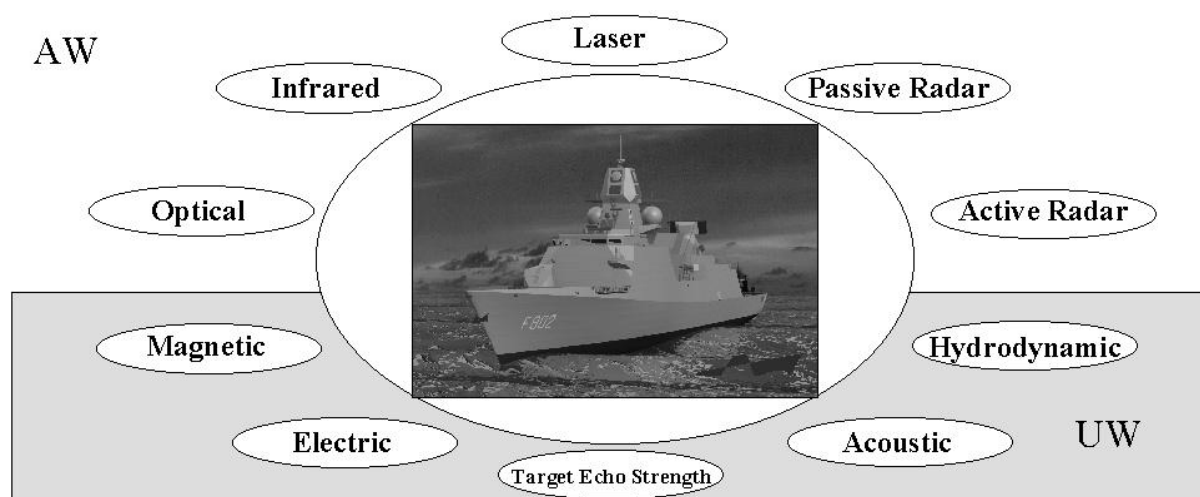 AW
Laser
Infrared
Passive Radar
Optical
Active Radar
F802
Magnetic
Hydrodynamic
Electric
Acoustic
UW
Target Echo Strength